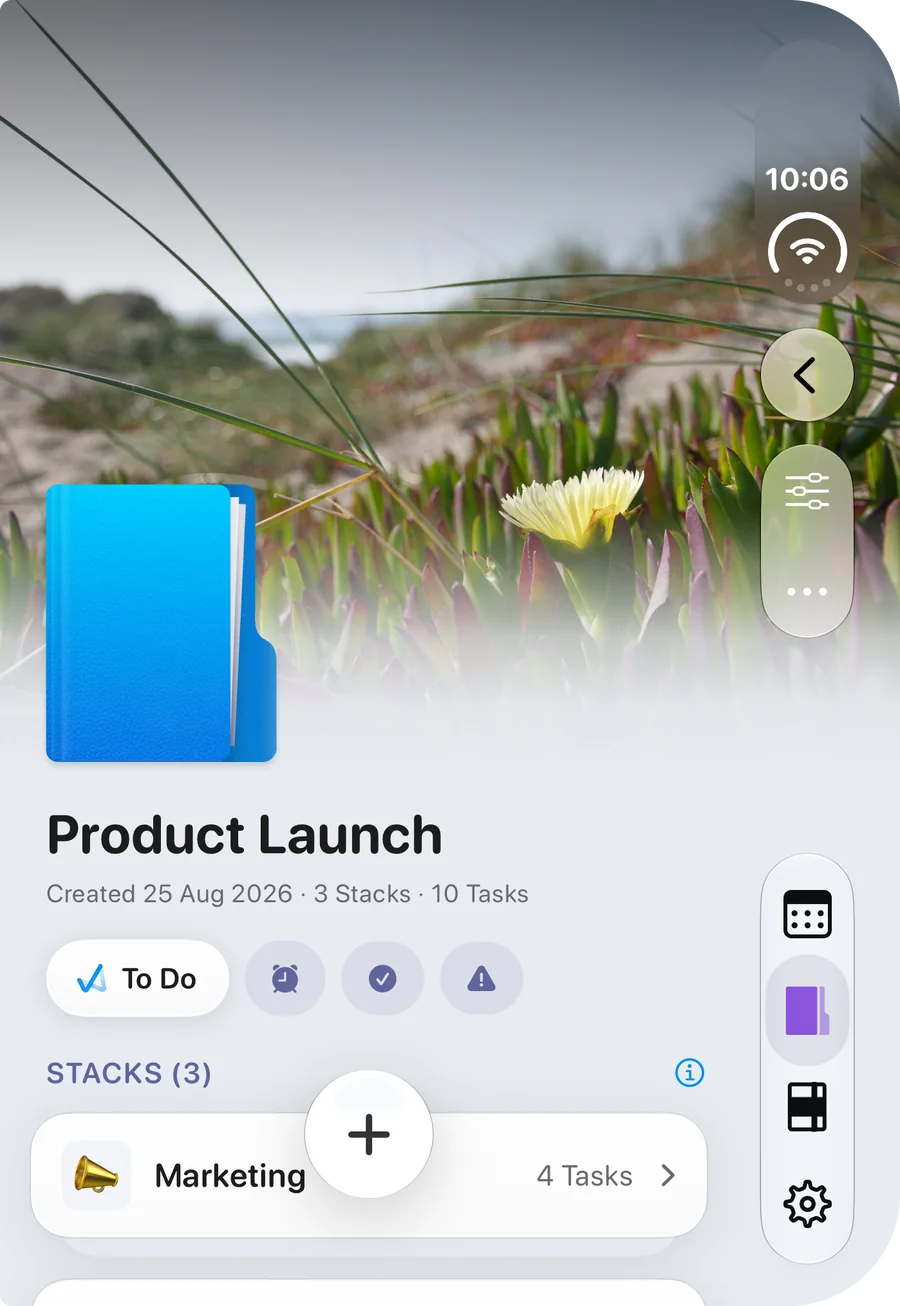 10:06
Product Launch
Created 25 Aug 2026 · 3 Stacks · 10 Tasks
To Do
STACKS (3)
Marketing
4 Tasks